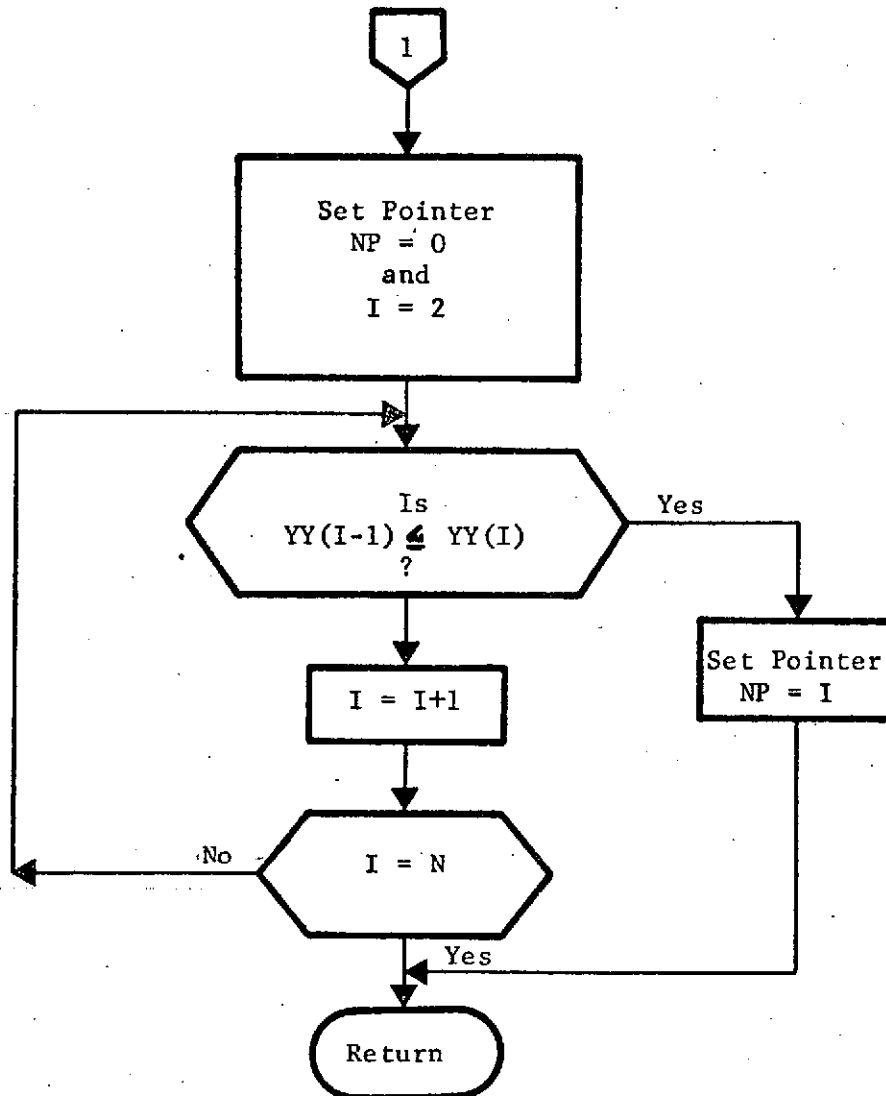 1
Set Pointer
NP = 0
and
I = 2
Is
YY(I-1) ≤ YY(I)
?
Yes
I = I+1
Set Pointer
NP = I
I = N
No
Yes
Return